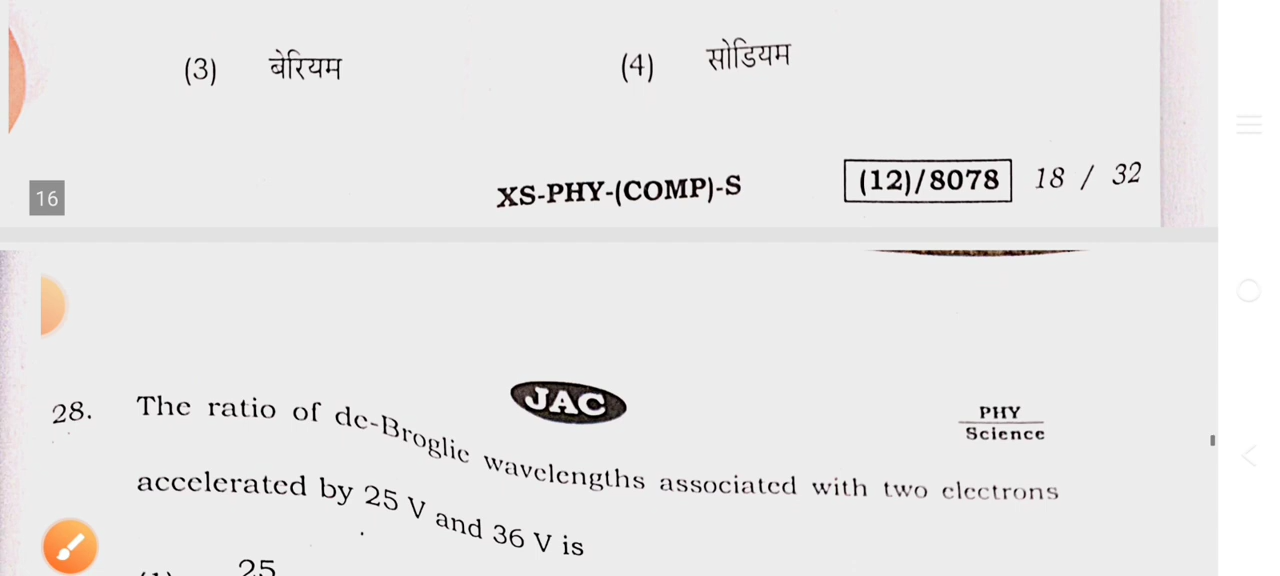 (3) बेरियम (4) सोडियम
16
XS-PHY-(COMP)-S (12)/8078 18 / 32
JAC
PHY
Science
28. The ratio of de-Broglie wavelengths associated with two electrons
accelerated by 25 V and 36 V is
25